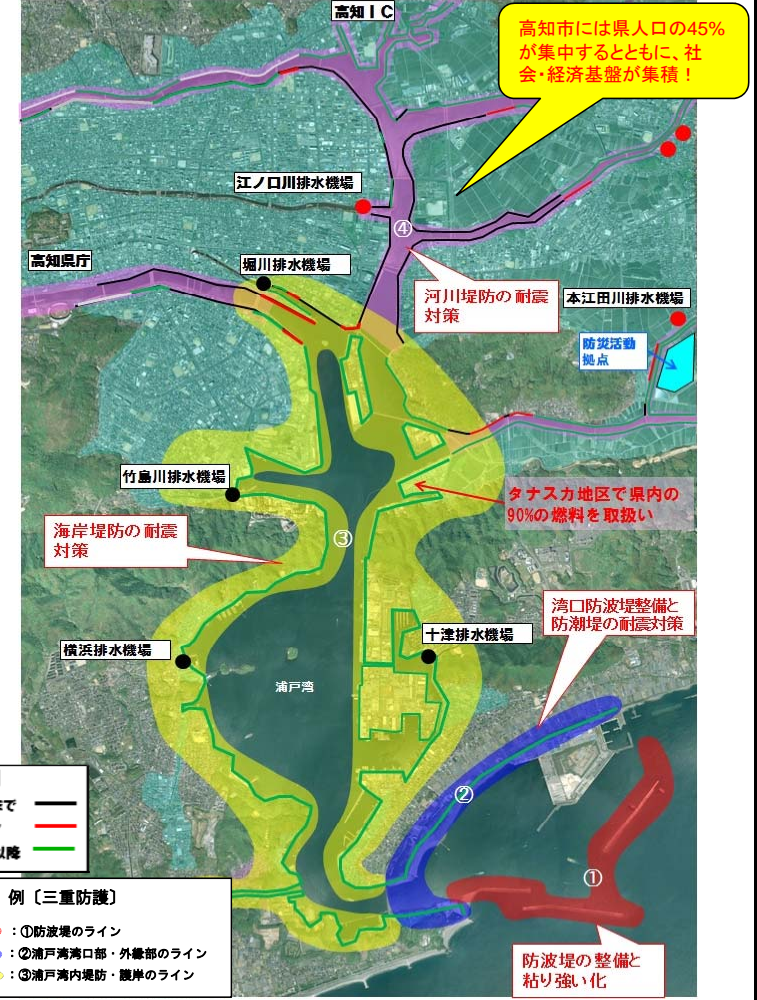 高知IC
高知市には県人口の45%
が集中するとともに、社
会・経済基盤が集積！
江ノ口川排水機場
④
高知県庁
堀川排水機場
河川堤防の耐震
対策
本江田川排水機場
防災活動
拠点
竹島川排水機場
タナスカ地区で県内の
90%の燃料を取扱い
海岸堤防の耐震
対策
③
湾口防波堤整備と
防潮堤の耐震対策
十津排水機場
横浜排水機場
浦戸湾
②
①
で
以降
例〔三重防護〕
：①防波堤のライン
：②浦戸湾湾口部・外縁部のライン
：③浦戸湾内堤防・護岸のライン
防波堤の整備と
粘り強い化